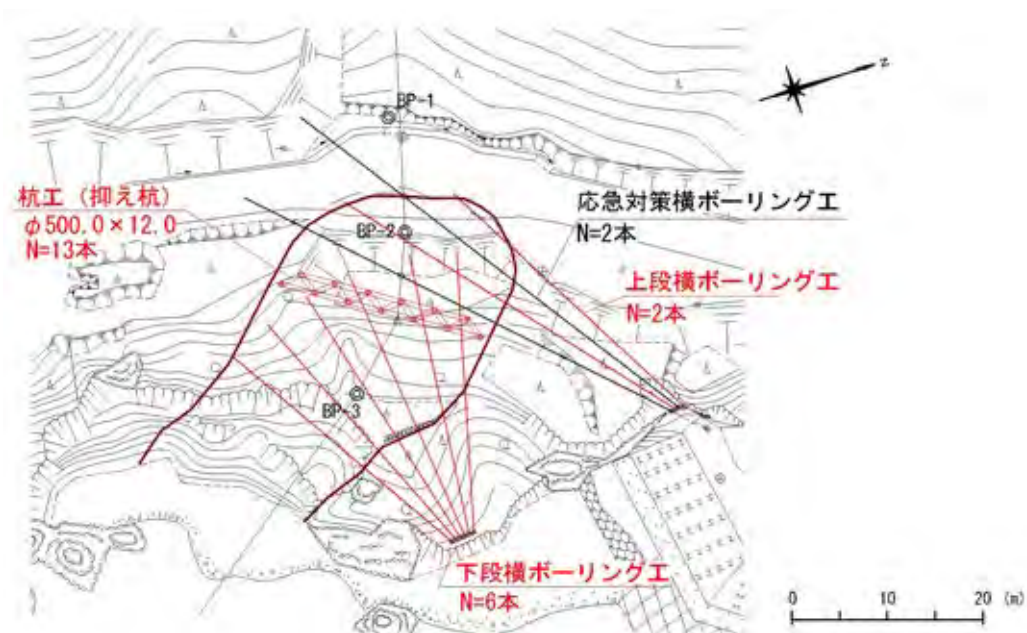 BP-1
z
杭工（抑え杭）
φ500.0×12.0
N=13本
応急対策横ボーリング工
N=2本
BP-2
上段横ボーリング工
N=2本
BP-3
下段横ボーリング工
N=6本
0 10 20 (m)